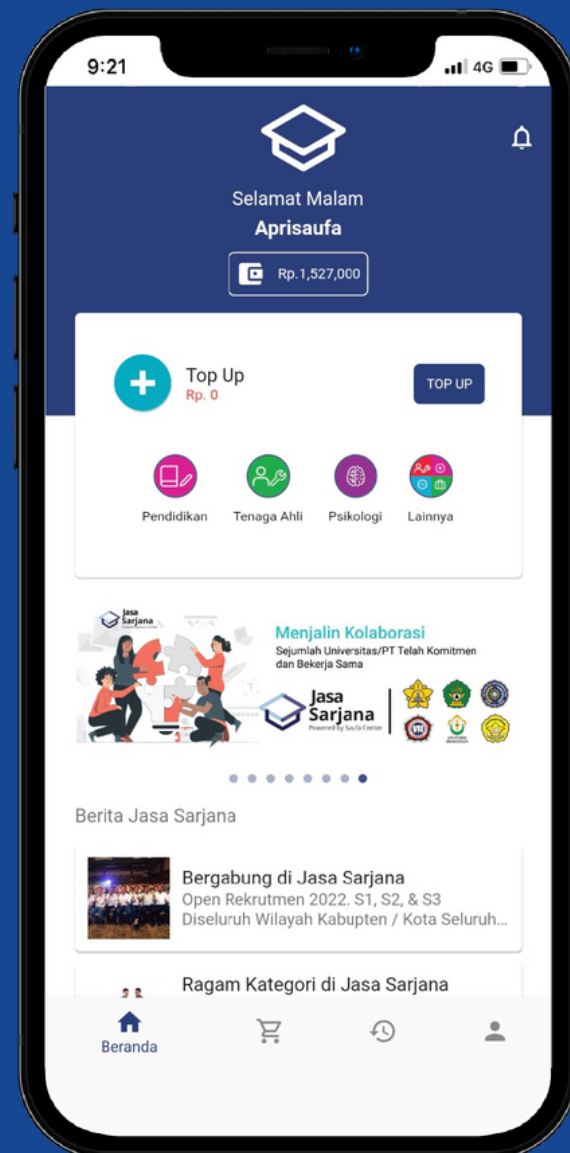 9:21
4G
Selamat Malam
Aprisaufa
Rp.1,527,000
Top Up
Rp. 0
TOP UP
Pendidikan
Tenaga Ahli
Psikologi
Lainnya
Jasa
Sarjana
Menjalin Kolaborasi
Sejumlah Universitas/PT Telah Komitmen
dan Bekerja Sama
Jasa
Sarjana
Powered by Saufa Center
Berita Jasa Sarjana
Bergabung di Jasa Sarjana
Open Rekrutmen 2022. S1, S2, & S3
Diseluruh Wilayah Kabupten / Kota Seluruh...
Ragam Kategori di Jasa Sarjana
Beranda